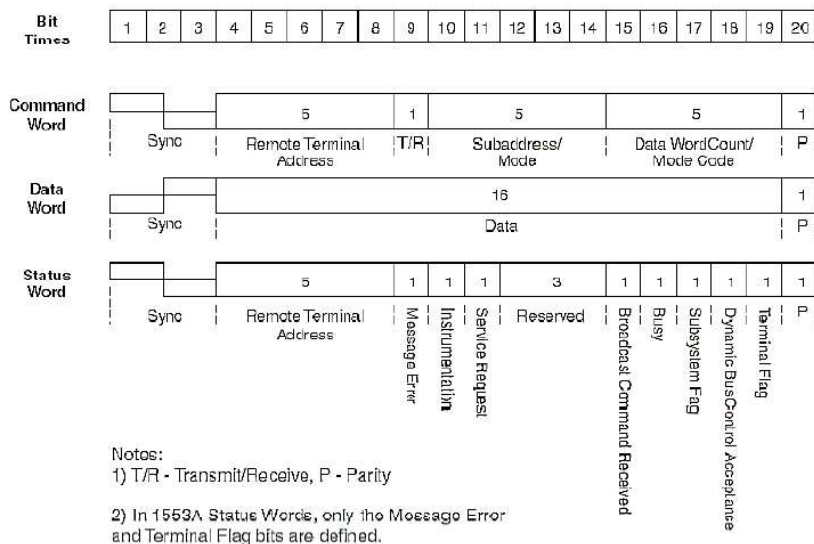 Bit Times 1 2 3 4 5 6 7 8 9 10 11 12 13 14 15 16 17 18 19 20
Command Word 5 1 5 5 1
Sync Remote Terminal Address T/R Subaddress/ Mode Data WordCount/ Mode Code P
Data Word 16 1
Sync Data P
Status Word 5 1 1 1 3 1 1 1 1 1 1
Sync Remote Terminal Address Message Error Instrumentation Service Request Reserved Broadcast Command Received Busy Subsystem Fag Dynamic BusControl Acceptance Terminal Flag P
Notes:
1) T/R - Transmit/Receive, P - Parity
2) In 1553A Status Words, only the Message Error
and Terminal Flag bits are defined.